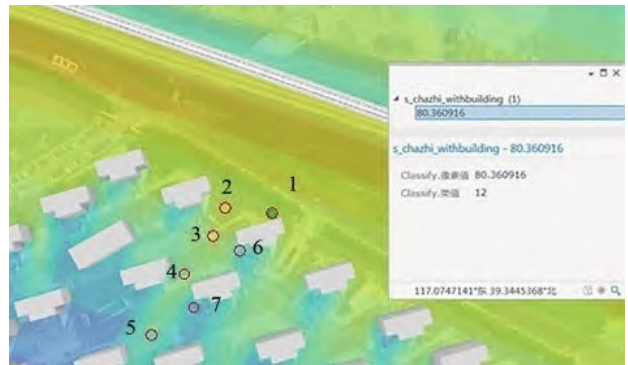 s_chazhi_withbuilding (1)
80.360916
s_chazhi_withbuilding - 80.360916
Classify.像素值 80.360916
Classify.类值 12
117.0747141°东 39.3445368°北
1
2
3
6
4
7
5